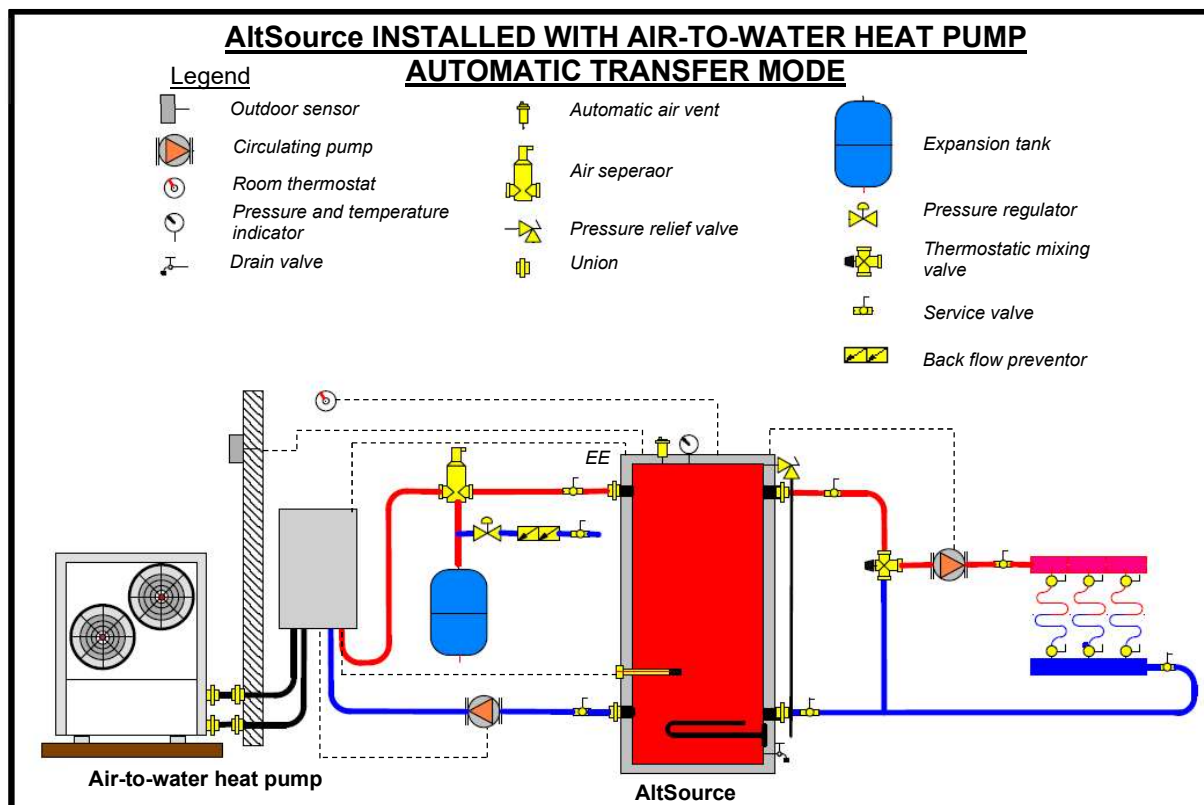 AltSource INSTALLED WITH AIR-TO-WATER HEAT PUMP
AUTOMATIC TRANSFER MODE
Legend
Outdoor sensor
Circulating pump
Room thermostat
Pressure and temperature
indicator
Drain valve
Automatic air vent
Air seperaor
Pressure relief valve
Union
Expansion tank
Pressure regulator
Thermostatic mixing
valve
Service valve
Back flow preventor
EE
Air-to-water heat pump
AltSource